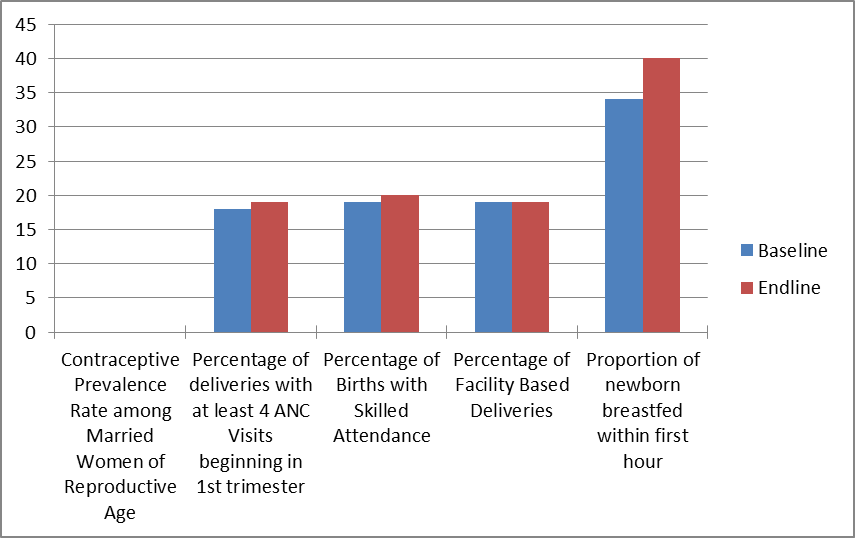 45
40
35
30
25
20
15
10
5
0
Baseline
Endline
Contraceptive
Prevalence
Rate among
Married
Women of
Reproductive
Age
Percentage of
deliveries with
at least 4 ANC
Visits
beginning in
1st trimester
Percentage of
Births with
Skilled
Attendance
Percentage of
Facility Based
Deliveries
Proportion of
newborn
breastfed
within first
hour